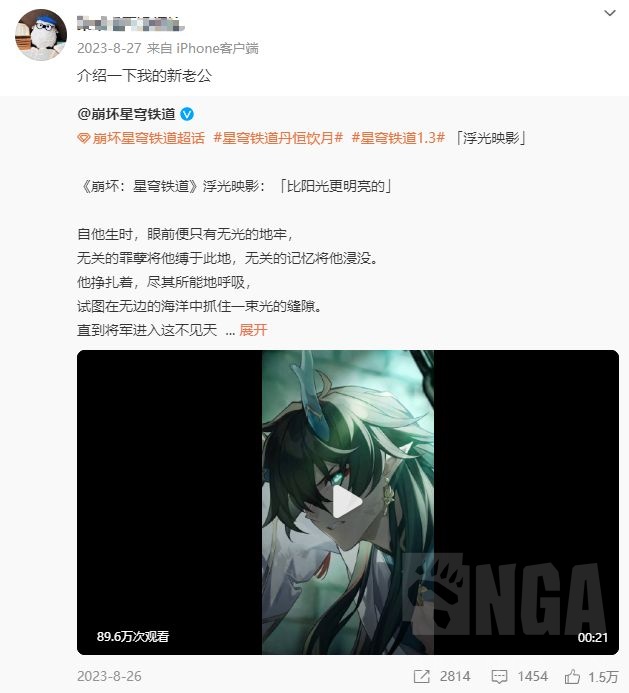 2023-8-27 来自 iPhone客户端
介绍一下我的新老公
@崩坏星穹铁道
崩坏星穹铁道超话 #星穹铁道丹恒饮月# #星穹铁道1.3# 「浮光映影」
《崩坏：星穹铁道》浮光映影：「比阳光更明亮的」
自他生时，眼前便只有无光的地牢，
无关的罪孽将他缚于此地，无关的记忆将他浸没。
他挣扎着，尽其所能地呼吸，
试图在无边的海洋中抓住一束光的缝隙。
直到将军进入这不见天 ... 展开
NGA
89.6万次观看 00:21
2023-8-26 2814 1454 1.5万